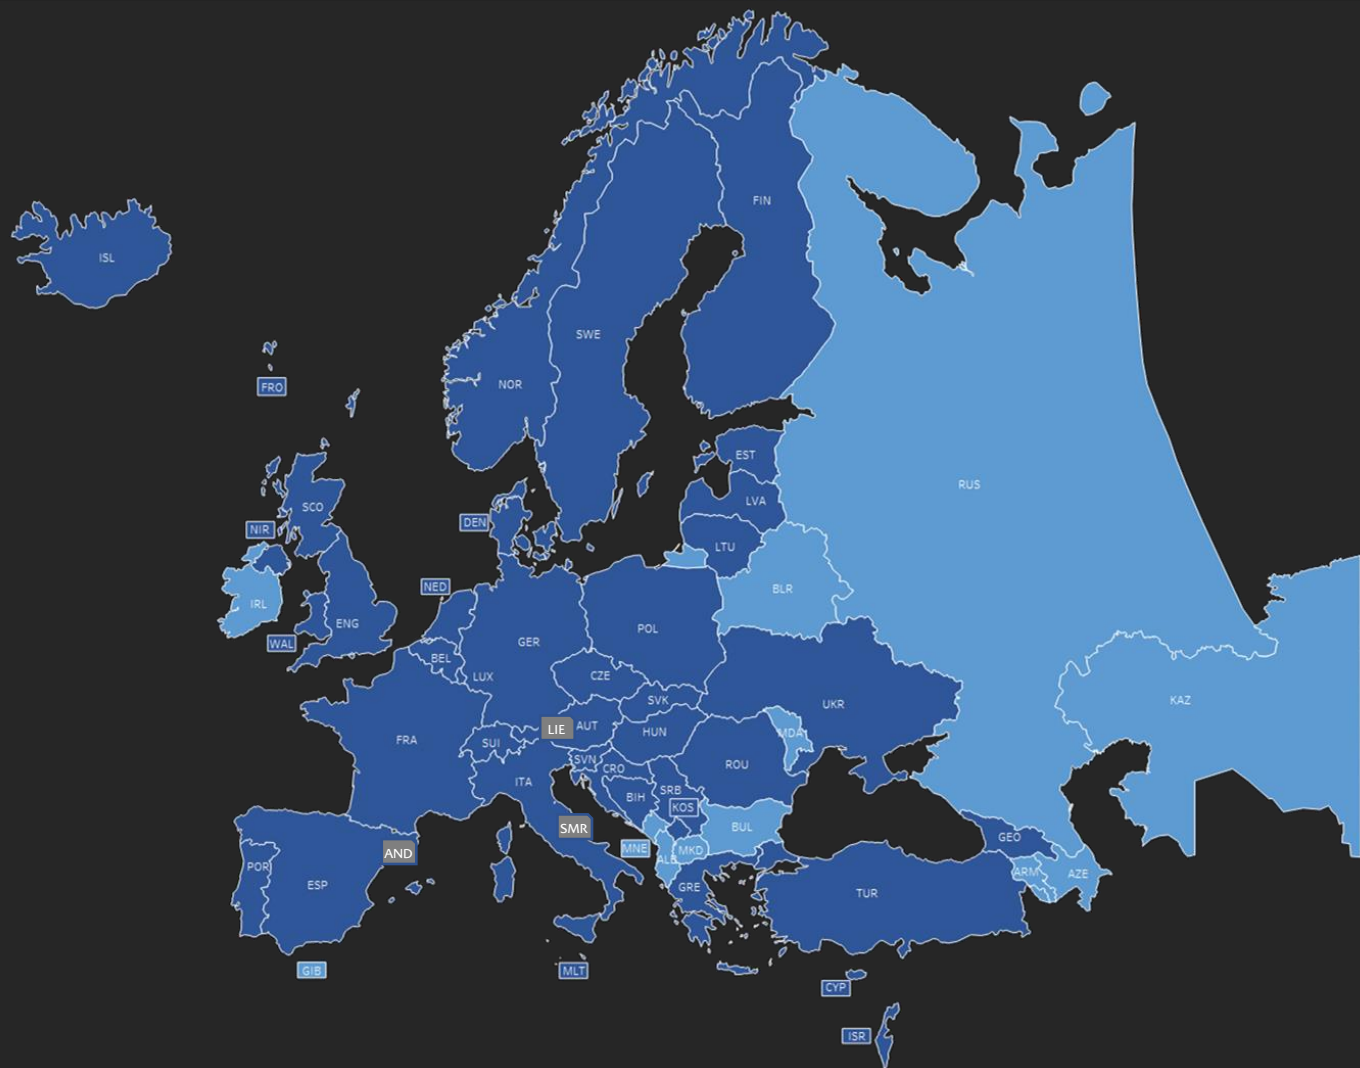 FIN
ISL
SWE
FRO
NOR
EST
RUS
LVA
SCO
DEN
NIR
LTU
NED
BLR
IRL
ENG
POL
WAL
GER
BEL
LUX
CZE
SVK
KAZ
UKR
LIE
AUT
HUN
MDA
FRA
SUI
SVN
CRO
ROU
ITA
SRB
BIH
KOS
SMR
BUL
GEO
MNE
MKD
AND
ALB
POR
ARM
AZE
ESP
GRE
TUR
GIB
MLT
CYP
ISR